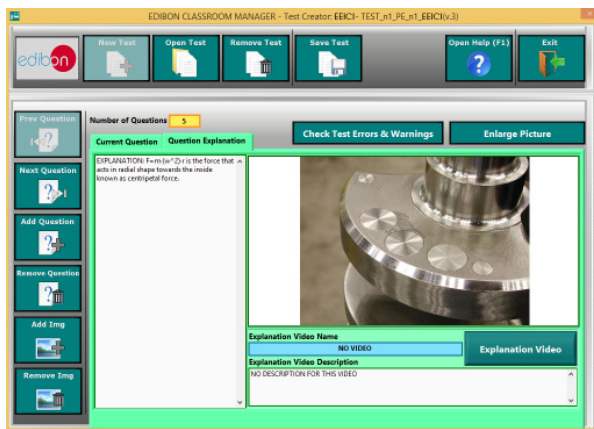 EDIBON CLASSROOM MANAGER - Test Creator: EEIC1- TEST_n1_PE_n1_EEICI(v.3)
edibon
New Test
Open Test
Remove Test
Save Test
Open Help (F1)
Exit
Prev Question
Next Question
Add Question
Remove Question
Add Img
Remove Img
Number of Questions 5
Check Test Errors & Warnings
Enlarge Picture
Current Question
Question Explanation
EXPLANATION: F=m·(w^2)·r is the force that
acts in radial shape towards the inside
known as centripetal force.
Explanation Video Name
NO VIDEO
Explanation Video
Explanation Video Description
NO DESCRIPTION FOR THIS VIDEO